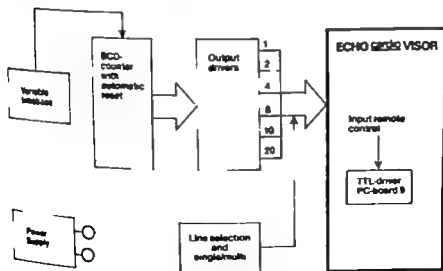 ECHO cardio VISOR
BCD-
counter
with
automatic
reset
Output
drivers
1
2
4
8
10
20
Variable
timebase
Input remote
control
TTL-driver
PC-board 9
Power
Supply
Line selection
and
single/multi